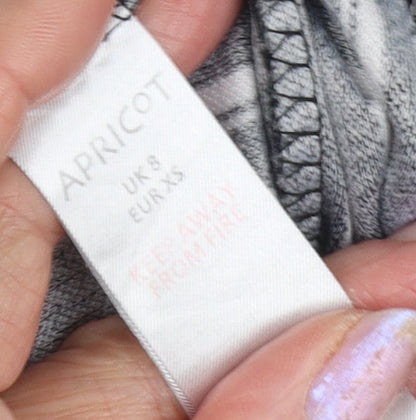 APRICOT
UK 8
EUR XS
KEEP AWAY
FROM FIRE